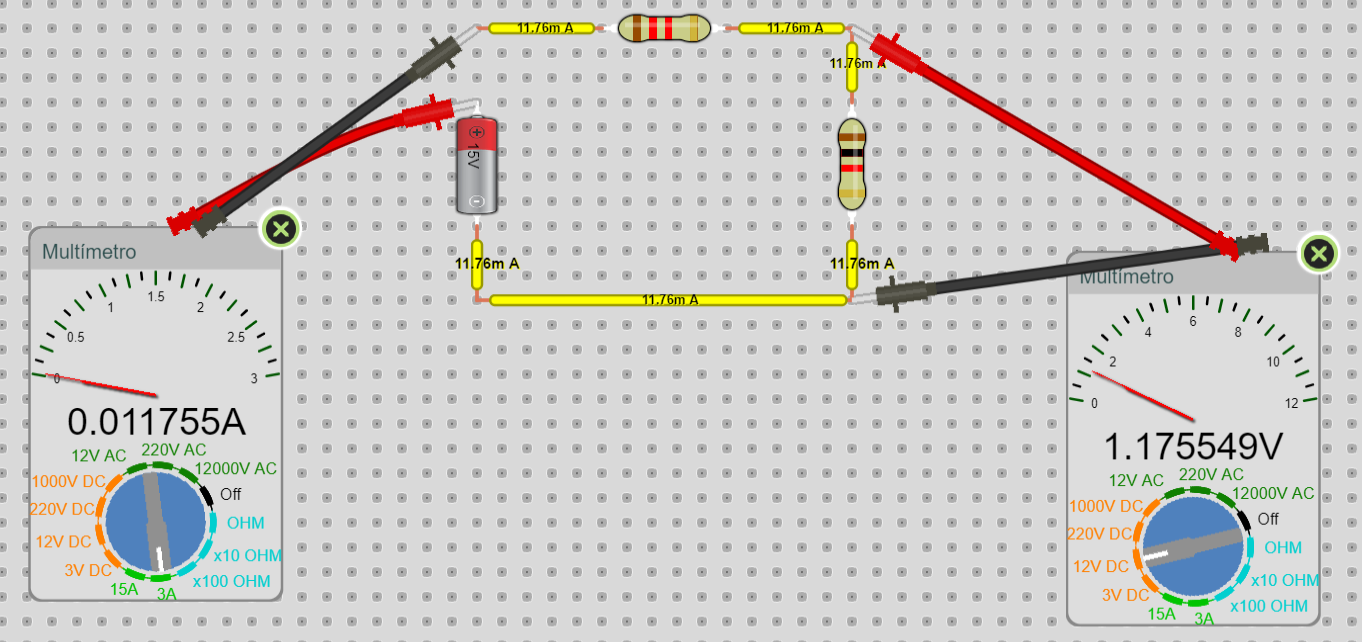 11.76m A
11.76m A
11.76m A
15V
11.76m A
11.76m A
11.76m A
Multímetro
0
0.5
1
1.5
2
2.5
3
0.011755A
12V AC
220V AC
12000V AC
1000V DC
Off
220V DC
OHM
12V DC
x10 OHM
3V DC
x100 OHM
15A
3A
Multímetro
0
2
4
6
8
10
12
1.175549V
12V AC
220V AC
12000V AC
1000V DC
Off
220V DC
OHM
12V DC
x10 OHM
3V DC
x100 OHM
15A
3A